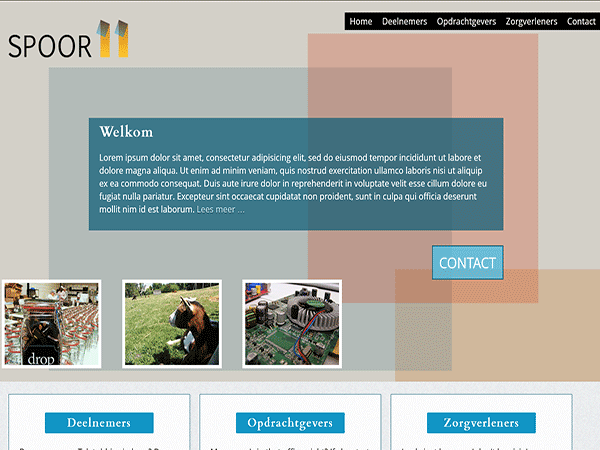 Home Deelnemers Opdrachtgevers Zorgverleners Contact
SPOOR 11
Welkom
Lorem ipsum dolor sit amet, consectetur adipisicing elit, sed do eiusmod tempor incididunt ut labore et
dolore magna aliqua. Ut enim ad minim veniam, quis nostrud exercitation ullamco laboris nisi ut aliquip
ex ea commodo consequat. Duis aute irure dolor in reprehenderit in voluptate velit esse cillum dolore eu
fugiat nulla pariatur. Excepteur sint occaecat cupidatat non proident, sunt in culpa qui officia deserunt
mollit nim id est laborum. Lees meer ...
CONTACT
drop
Deelnemers Opdrachtgevers Zorgverleners